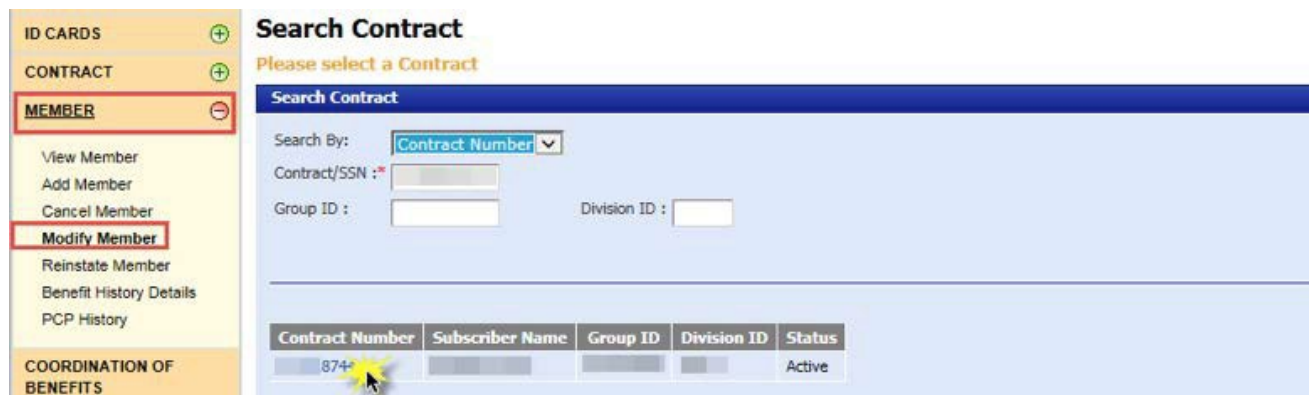 ID CARDS
CONTRACT
MEMBER
View Member
Add Member
Cancel Member
Modify Member
Reinstate Member
Benefit History Details
PCP History
COORDINATION OF
BENEFITS
Search Contract
Please select a Contract
Search Contract
Search By: Contract Number
Contract/SSN :*
Group ID : Division ID :
Contract Number Subscriber Name Group ID Division ID Status
Active